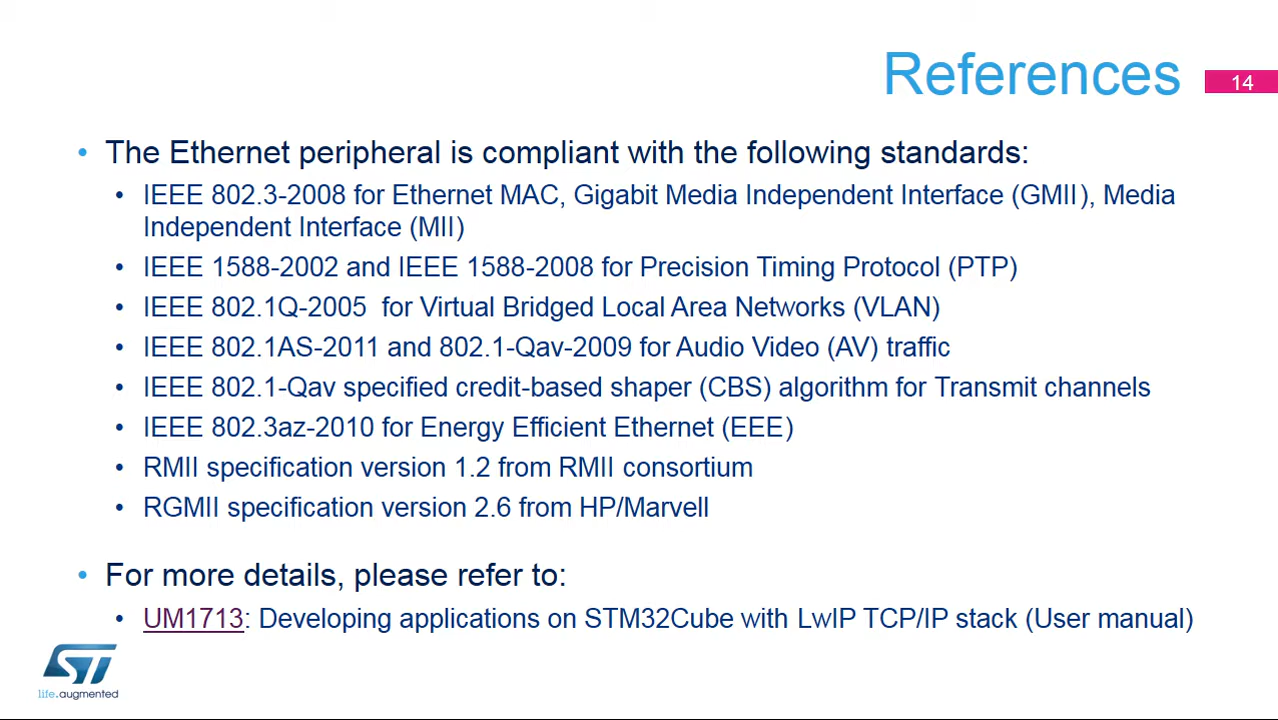 References
14
• The Ethernet peripheral is compliant with the following standards:
• IEEE 802.3-2008 for Ethernet MAC, Gigabit Media Independent Interface (GMII), Media
Independent Interface (MII)
• IEEE 1588-2002 and IEEE 1588-2008 for Precision Timing Protocol (PTP)
• IEEE 802.1Q-2005 for Virtual Bridged Local Area Networks (VLAN)
• IEEE 802.1AS-2011 and 802.1-Qav-2009 for Audio Video (AV) traffic
• IEEE 802.1-Qav specified credit-based shaper (CBS) algorithm for Transmit channels
• IEEE 802.3az-2010 for Energy Efficient Ethernet (EEE)
• RMII specification version 1.2 from RMII consortium
• RGMII specification version 2.6 from HP/Marvell
• For more details, please refer to:
• UM1713: Developing applications on STM32Cube with LwIP TCP/IP stack (User manual)
ST
life.augmented